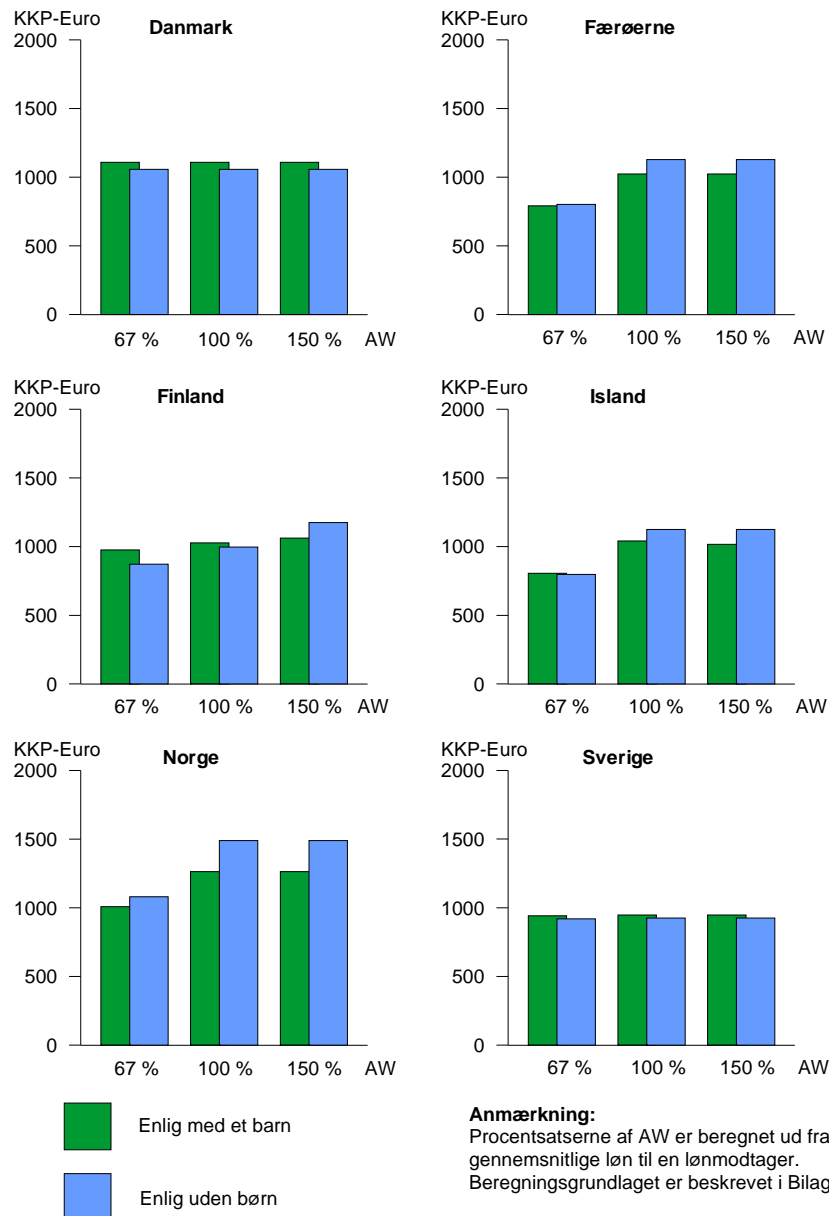 KKP-Euro
Danmark
2000
1500
1000
500
0
67 % 100 % 150 % AW
KKP-Euro
Færøerne
2000
1500
1000
500
0
67 % 100 % 150 % AW
KKP-Euro
Finland
2000
1500
1000
500
0
67 % 100 % 150 % AW
KKP-Euro
Island
2000
1500
1000
500
0
67 % 100 % 150 % AW
KKP-Euro
Norge
2000
1500
1000
500
0
67 % 100 % 150 % AW
KKP-Euro
Sverige
2000
1500
1000
500
0
67 % 100 % 150 % AW
Enlig med et barn
Enlig uden børn
Anmærkning:
Procentsatserne af AW er beregnet ud fra
gennemsnitlige løn til en lønmodtager.
Beregningsgrundlaget er beskrevet i Bilag